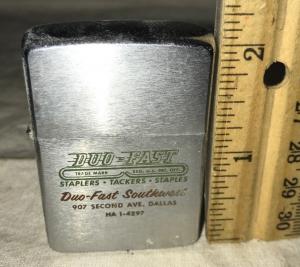 DUO-FAST
TRADE MARK REG. U.S. PAT. OFF.
STAPLERS • TACKERS • STAPLES
Duo-Fast Southwest
907 SECOND AVE. DALLAS
HA 1-4297
2
1